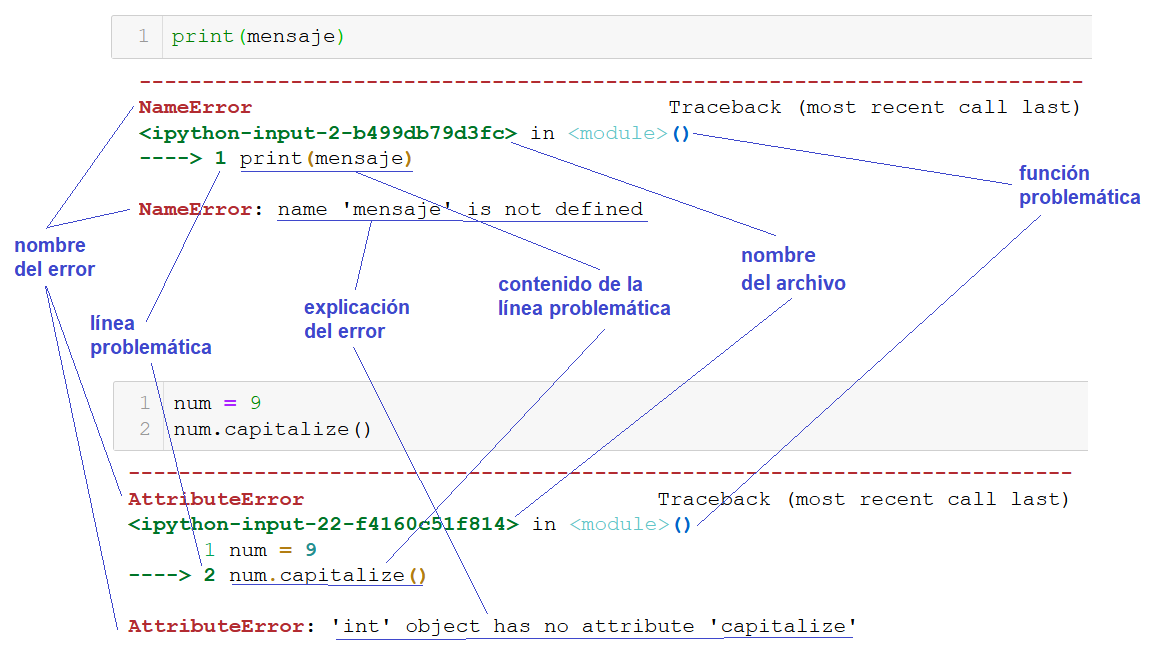 1 print(mensaje)
---------------------------------------------------------------------------
NameError Traceback (most recent call last)
<ipython-input-2-b499db79d3fc> in <module>()
----> 1 print(mensaje)
NameError: name 'mensaje' is not defined
función
problemática
nombre
del error
nombre
del archivo
contenido de la
línea problemática
explicación
del error
línea
problemática
1 num = 9
2 num.capitalize()
---------------------------------------------------------------------------
AttributeError Traceback (most recent call last)
<ipython-input-22-f4160c51f814> in <module>()
1 num = 9
----> 2 num.capitalize()
AttributeError: 'int' object has no attribute 'capitalize'